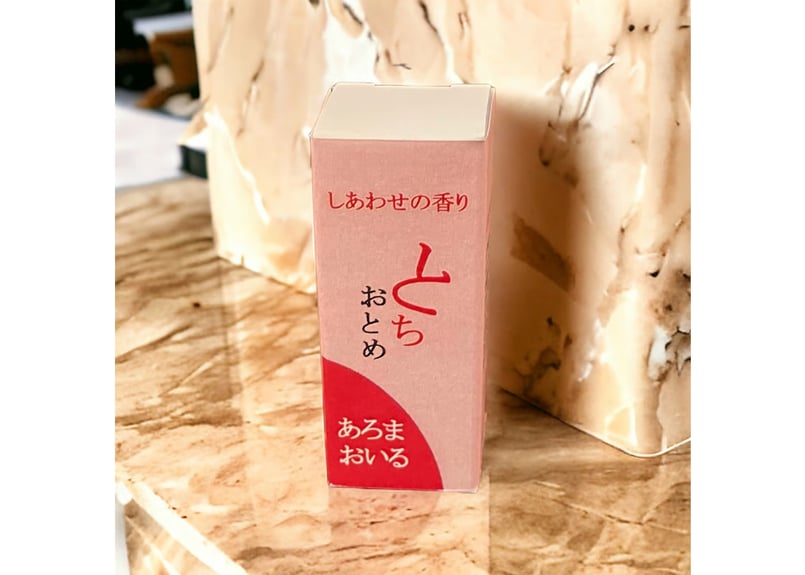 しあわせの香り
とち
おとめ
あろま
おいる